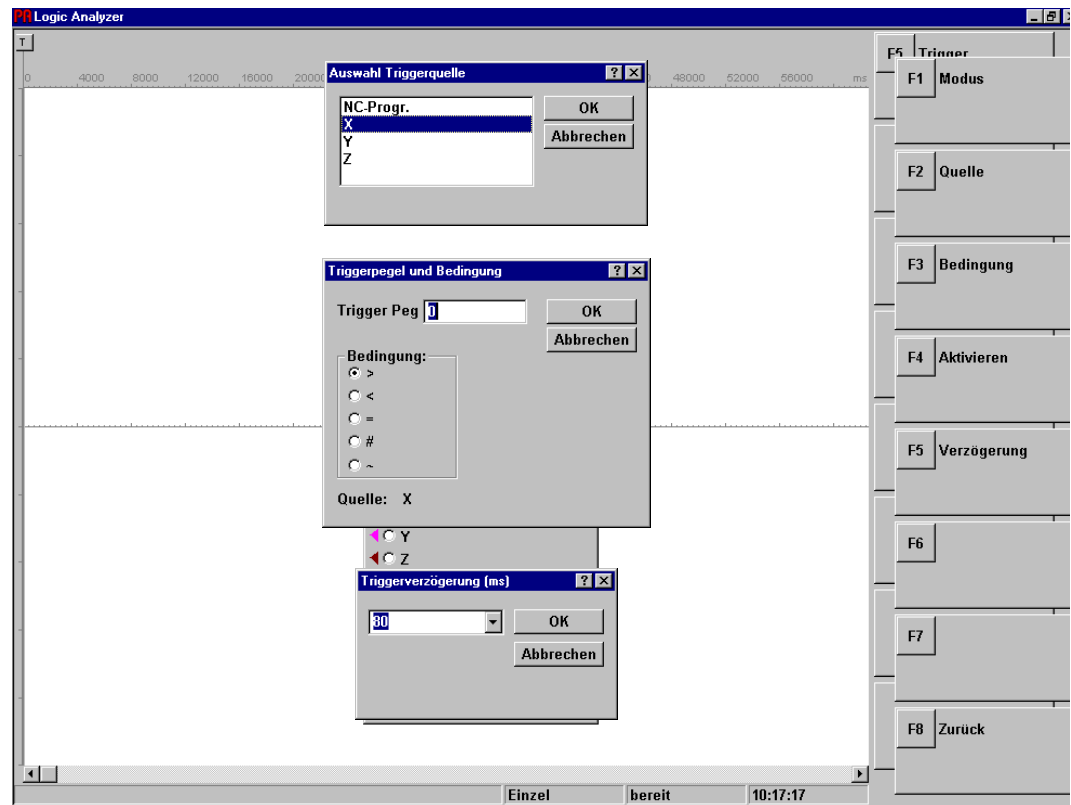 PA Logic Analyzer
T
0 4000 8000 12000 16000 2000 48000 52000 56000 ms
Auswahl Triggerquelle
NC-Progr.
X
Y
Z
OK
Abbrechen
Triggerpegel und Bedingung
Trigger Peg 0
OK
Abbrechen
Bedingung:
>
<
=
#
~
Quelle: X
Y
Z
Triggerverzögerung (ms)
80
OK
Abbrechen
F5 Trigger
F1 Modus
F2 Quelle
F3 Bedingung
F4 Aktivieren
F5 Verzögerung
F6
F7
F8 Zurück
Einzel bereit 10:17:17